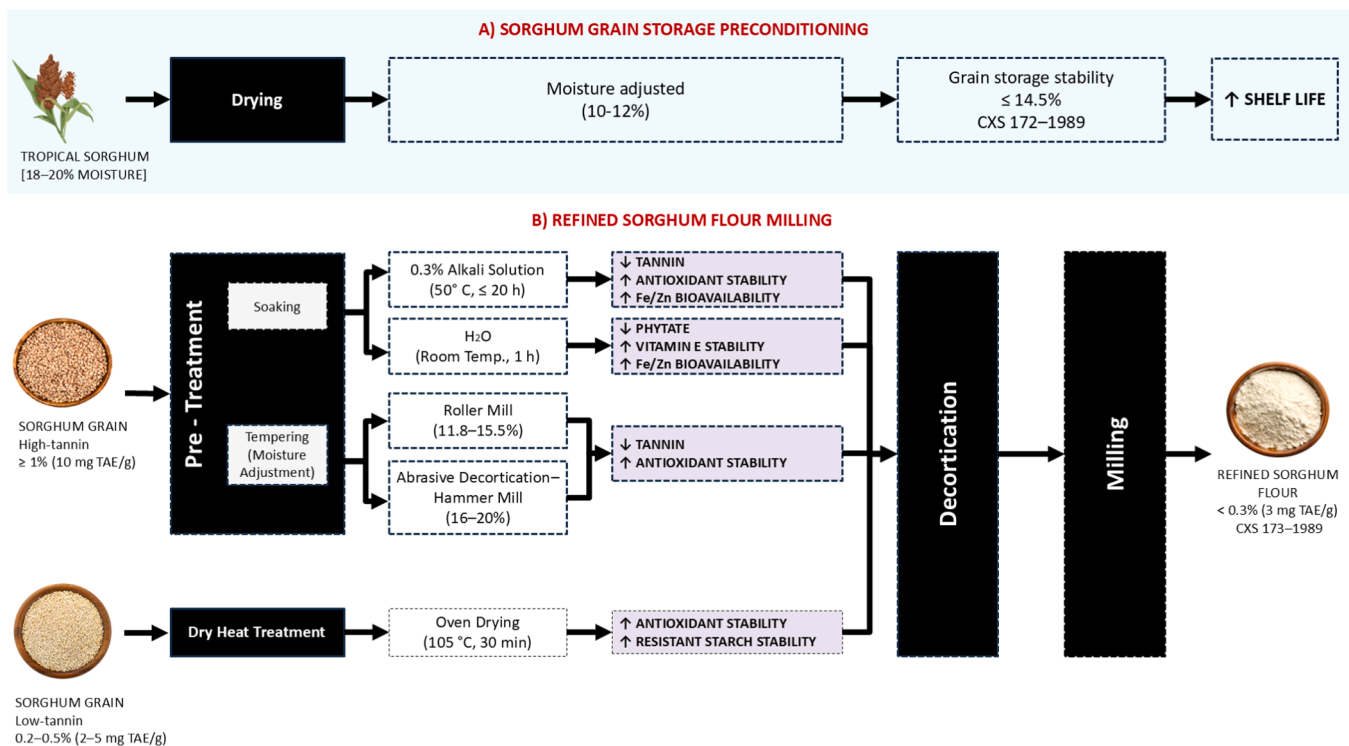 A) SORGHUM GRAIN STORAGE PRECONDITIONING
TROPICAL SORGHUM
[18–20% MOISTURE]
Drying
Moisture adjusted
(10-12%)
Grain storage stability
≤ 14.5%
CXS 172–1989
↑ SHELF LIFE
B) REFINED SORGHUM FLOUR MILLING
SORGHUM GRAIN
High-tannin
≥ 1% (10 mg TAE/g)
Pre - Treatment
Soaking
0.3% Alkali Solution
(50° C, ≤ 20 h)
↓ TANNIN
↑ ANTIOXIDANT STABILITY
↑ Fe/Zn BIOAVAILABILITY
H₂O
(Room Temp., 1 h)
↓ PHYTATE
↑ VITAMIN E STABILITY
↑ Fe/Zn BIOAVAILABILITY
Tempering
(Moisture
Adjustment)
Roller Mill
(11.8–15.5%)
Abrasive Decortication–
Hammer Mill
(16–20%)
↓ TANNIN
↑ ANTIOXIDANT STABILITY
SORGHUM GRAIN
Low-tannin
0.2–0.5% (2–5 mg TAE/g)
Dry Heat Treatment
Oven Drying
(105 °C, 30 min)
↑ ANTIOXIDANT STABILITY
↑ RESISTANT STARCH STABILITY
Decortication
Milling
REFINED SORGHUM
FLOUR
< 0.3% (3 mg TAE/g)
CXS 173–1989